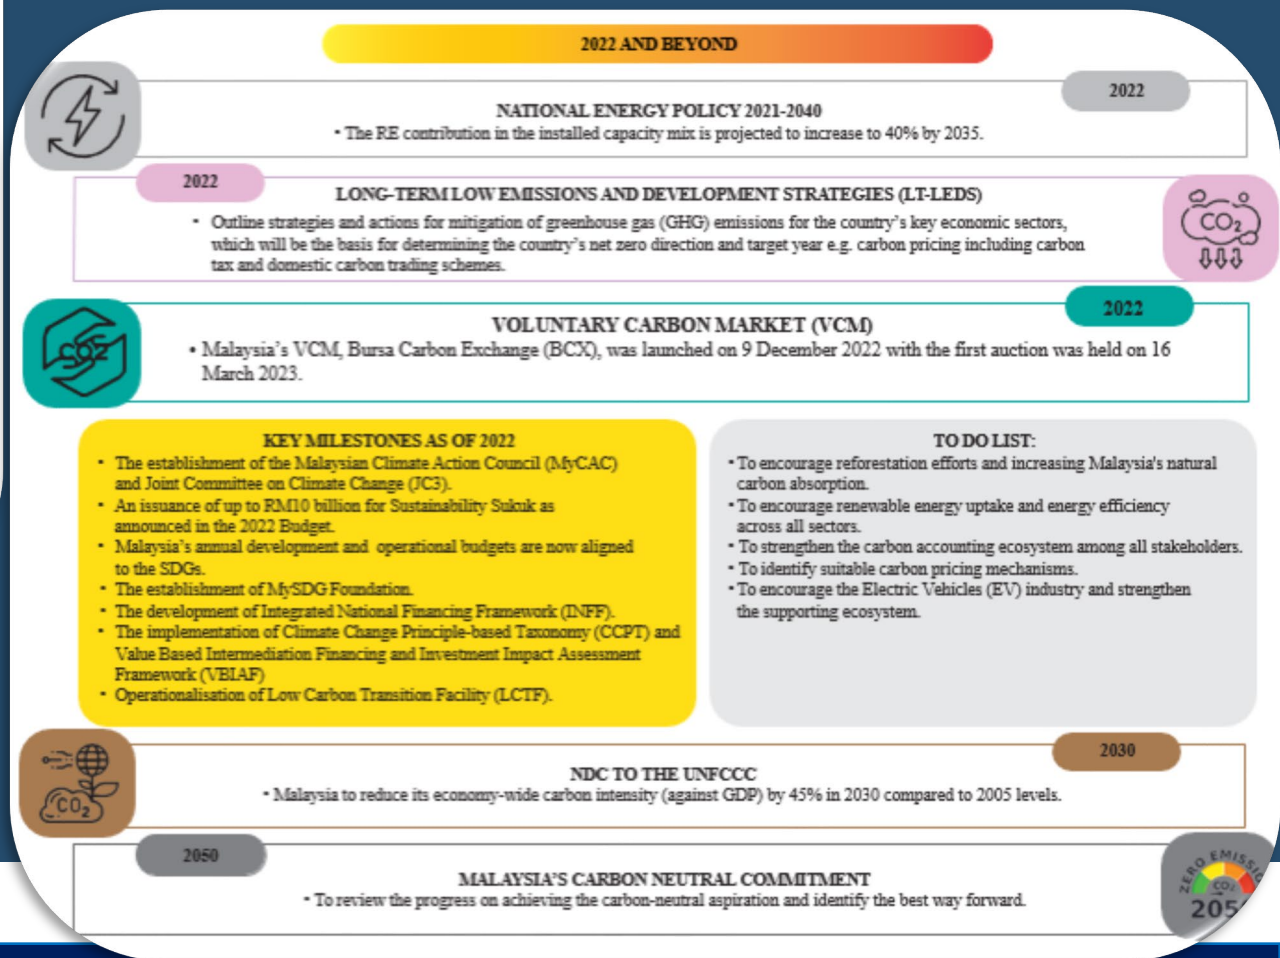 2022 AND BEYOND
2022
NATIONAL ENERGY POLICY 2021-2040
• The RE contribution in the installed capacity mix is projected to increase to 40% by 2035.
2022
LONG-TERM LOW EMISSIONS AND DEVELOPMENT STRATEGIES (LT-LEDS)
• Outline strategies and actions for mitigation of greenhouse gas (GHG) emissions for the country's key economic sectors,
which will be the basis for determining the country's net zero direction and target year e.g. carbon pricing including carbon
tax and domestic carbon trading schemes.
CO2
2022
VOLUNTARY CARBON MARKET (VCM)
• Malaysia's VCM, Bursa Carbon Exchange (BCX), was launched on 9 December 2022 with the first auction was held on 16
March 2023.
CO2
KEY MILESTONES AS OF 2022
• The establishment of the Malaysian Climate Action Council (MyCAC)
and Joint Committee on Climate Change (JC3).
• An issuance of up to RM10 billion for Sustainability Sukuk as
announced in the 2022 Budget.
• Malaysia's annual development and operational budgets are now aligned
to the SDGs.
• The establishment of MySDG Foundation.
• The development of Integrated National Financing Framework (INFF).
• The implementation of Climate Change Principle-based Taxonomy (CCPT) and
Value Based Intermediation Financing and Investment Impact Assessment
Framework (VBIAF)
• Operationalisation of Low Carbon Transition Facility (LCTF).
TO DO LIST:
• To encourage reforestation efforts and increasing Malaysia's natural
carbon absorption.
• To encourage renewable energy uptake and energy efficiency
across all sectors.
• To strengthen the carbon accounting ecosystem among all stakeholders.
• To identify suitable carbon pricing mechanisms.
• To encourage the Electric Vehicles (EV) industry and strengthen
the supporting ecosystem.
2030
NDC TO THE UNFCCC
• Malaysia to reduce its economy-wide carbon intensity (against GDP) by 45% in 2030 compared to 2005 levels.
CO2
2050
MALAYSIA'S CARBON NEUTRAL COMMITMENT
• To review the progress on achieving the carbon-neutral aspiration and identify the best way forward.
ZERO EMISSIO
CO2
205